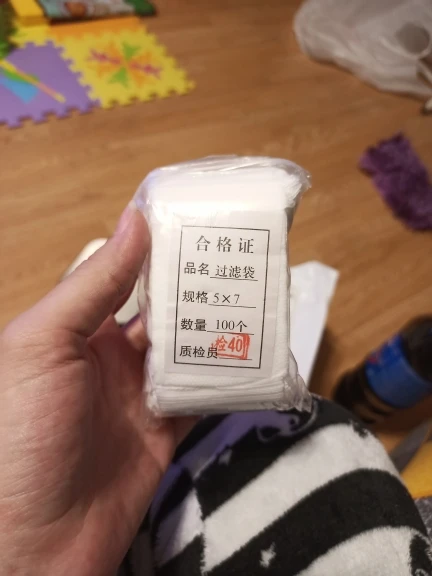 合格证
品名 过滤袋
规格 5×7
数量 100个
质检员 检40